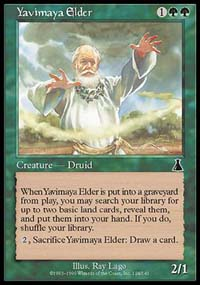 Yavimaya Elder
1
Creature — Druid
When Yavimaya Elder is put into a graveyard
from play, you may search your library for
up to two basic land cards, reveal them,
and put them into your hand. If you do,
shuffle your library.
2, Sacrifice Yavimaya Elder: Draw a card.
Illus. Ray Lago
2/1